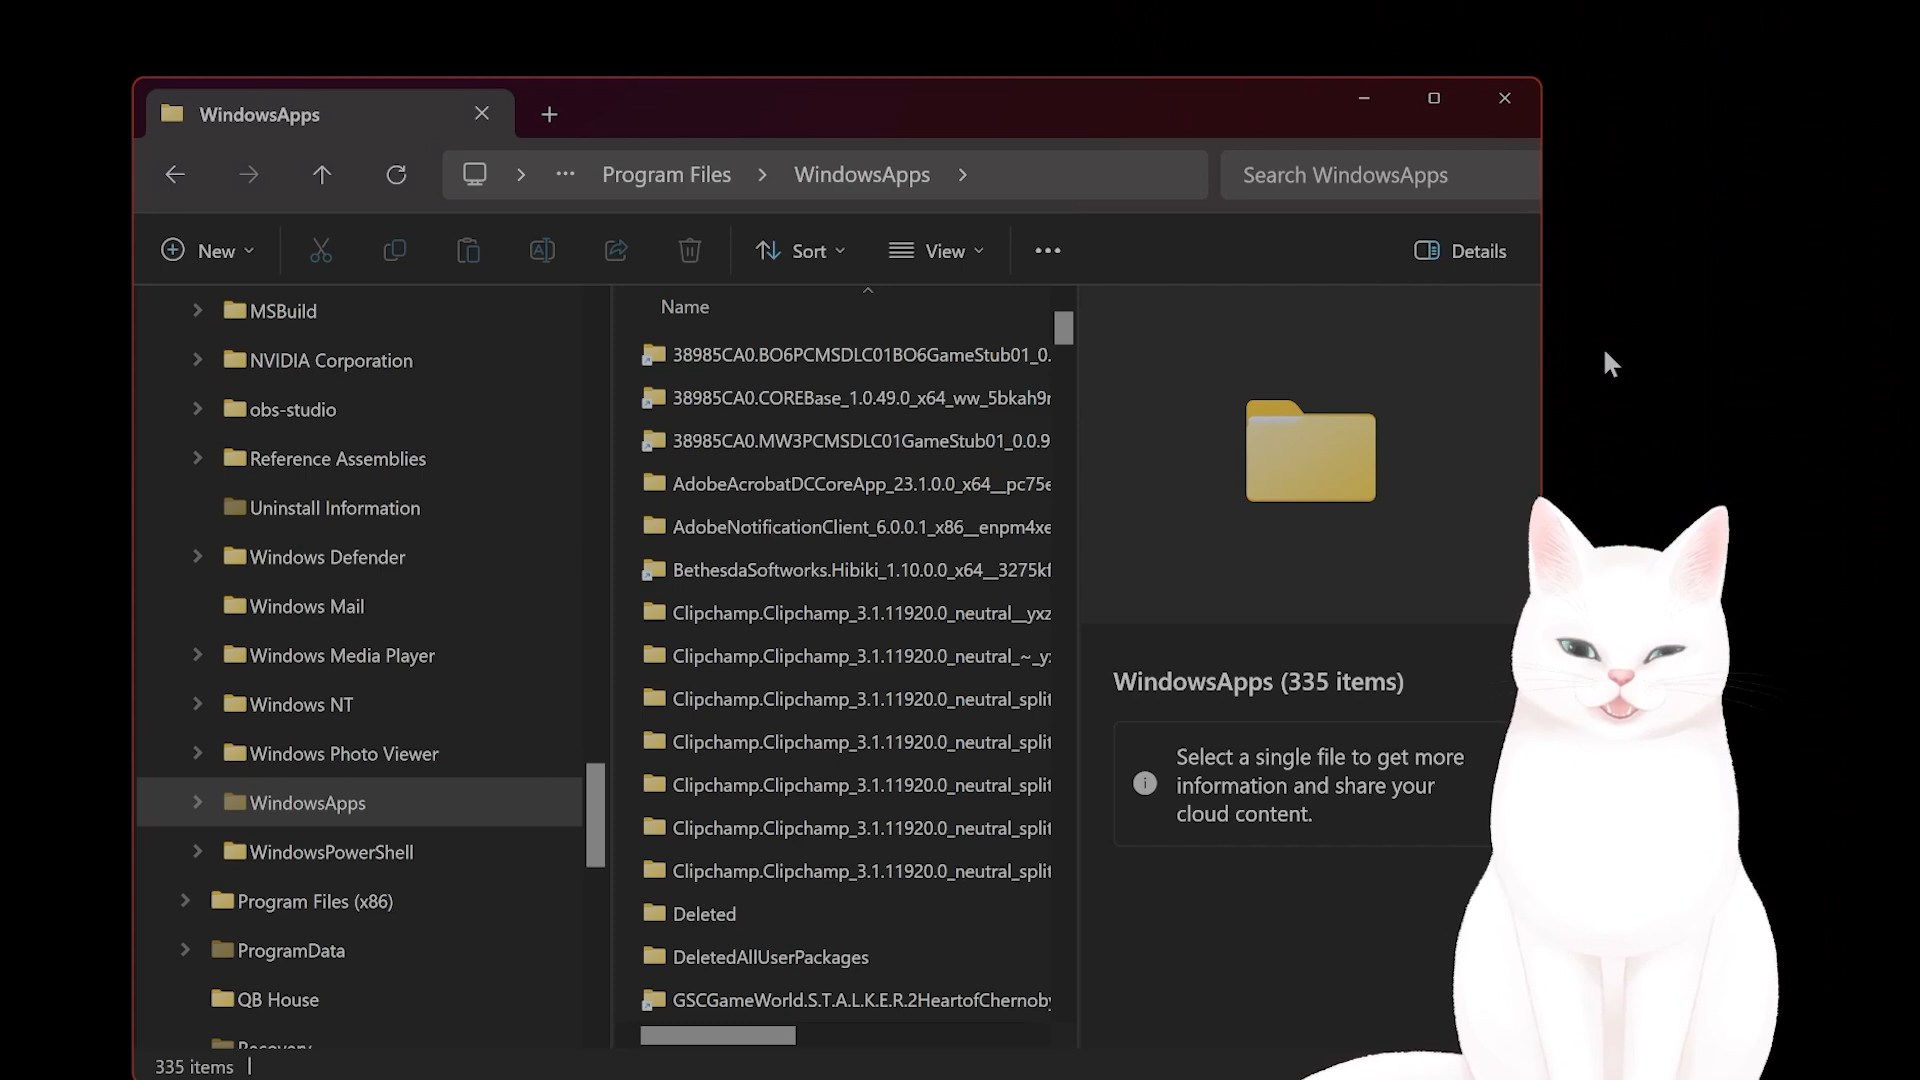 WindowsApps
Program Files
WindowsApps
Search WindowsApps
New
Sort
View
Details
MSBuild
NVIDIA Corporation
obs-studio
Reference Assemblies
Uninstall Information
Windows Defender
Windows Mail
Windows Media Player
Windows NT
Windows Photo Viewer
WindowsApps
WindowsPowerShell
Program Files (x86)
ProgramData
QB House
Recovery
335 items
Name
38985CA0.BO6PCMSDLC01BO6GameStub01_0.
38985CA0.COREBase_1.0.49.0_x64_ww_5bkah9r
38985CA0.MW3PCMSDLC01GameStub01_0.0.9
AdobeAcrobatDCCoreApp_23.1.0.0_x64__pc75e
AdobeNotificationClient_6.0.0.1_x86__enpm4xe
BethesdaSoftworks.Hibiki_1.10.0.0_x64__3275kf
Clipchamp.Clipchamp_3.1.11920.0_neutral__yxz
Clipchamp.Clipchamp_3.1.11920.0_neutral_~_yx
Clipchamp.Clipchamp_3.1.11920.0_neutral_split
Clipchamp.Clipchamp_3.1.11920.0_neutral_split
Clipchamp.Clipchamp_3.1.11920.0_neutral_split
Clipchamp.Clipchamp_3.1.11920.0_neutral_split
Clipchamp.Clipchamp_3.1.11920.0_neutral_split
Deleted
DeletedAllUserPackages
GSCGameWorld.S.T.A.L.K.E.R.2HeartofChernoby
WindowsApps (335 items)
Select a single file to get more
information and share your
cloud content.